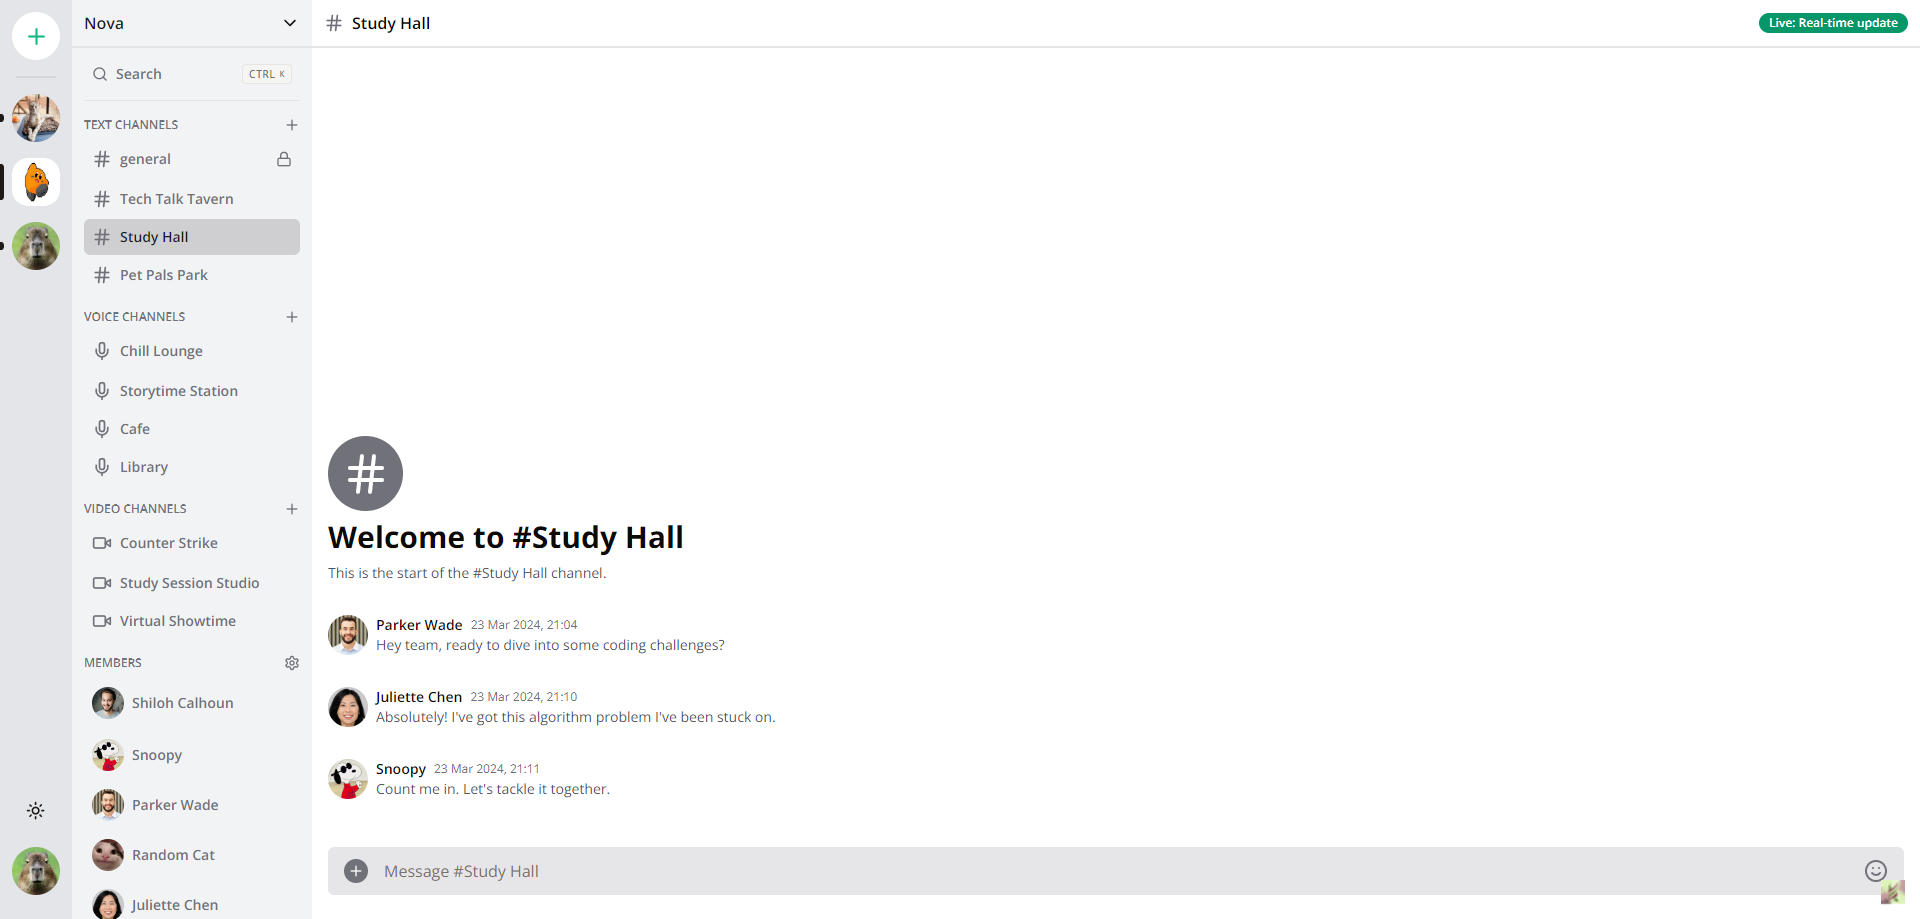 Nova
Search
CTRL K
TEXT CHANNELS
general
Tech Talk Tavern
Study Hall
Pet Pals Park
VOICE CHANNELS
Chill Lounge
Storytime Station
Cafe
Library
VIDEO CHANNELS
Counter Strike
Study Session Studio
Virtual Showtime
MEMBERS
Shiloh Calhoun
Snoopy
Parker Wade
Random Cat
Juliette Chen
# Study Hall
Live: Real-time update
Welcome to #Study Hall
This is the start of the #Study Hall channel.
Parker Wade 23 Mar 2024, 21:04
Hey team, ready to dive into some coding challenges?
Juliette Chen 23 Mar 2024, 21:10
Absolutely! I've got this algorithm problem I've been stuck on.
Snoopy 23 Mar 2024, 21:11
Count me in. Let's tackle it together.
Message #Study Hall